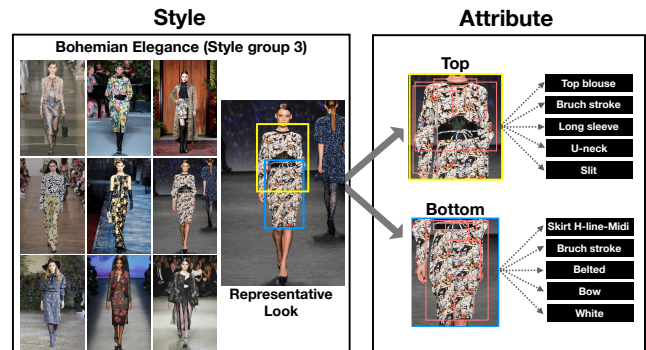 Style
Bohemian Elegance (Style group 3)
Representative
Look
Attribute
Top
Top blouse
Bruch stroke
Long sleeve
U-neck
Slit
Bottom
Skirt H-line-Midi
Bruch stroke
Belted
Bow
White